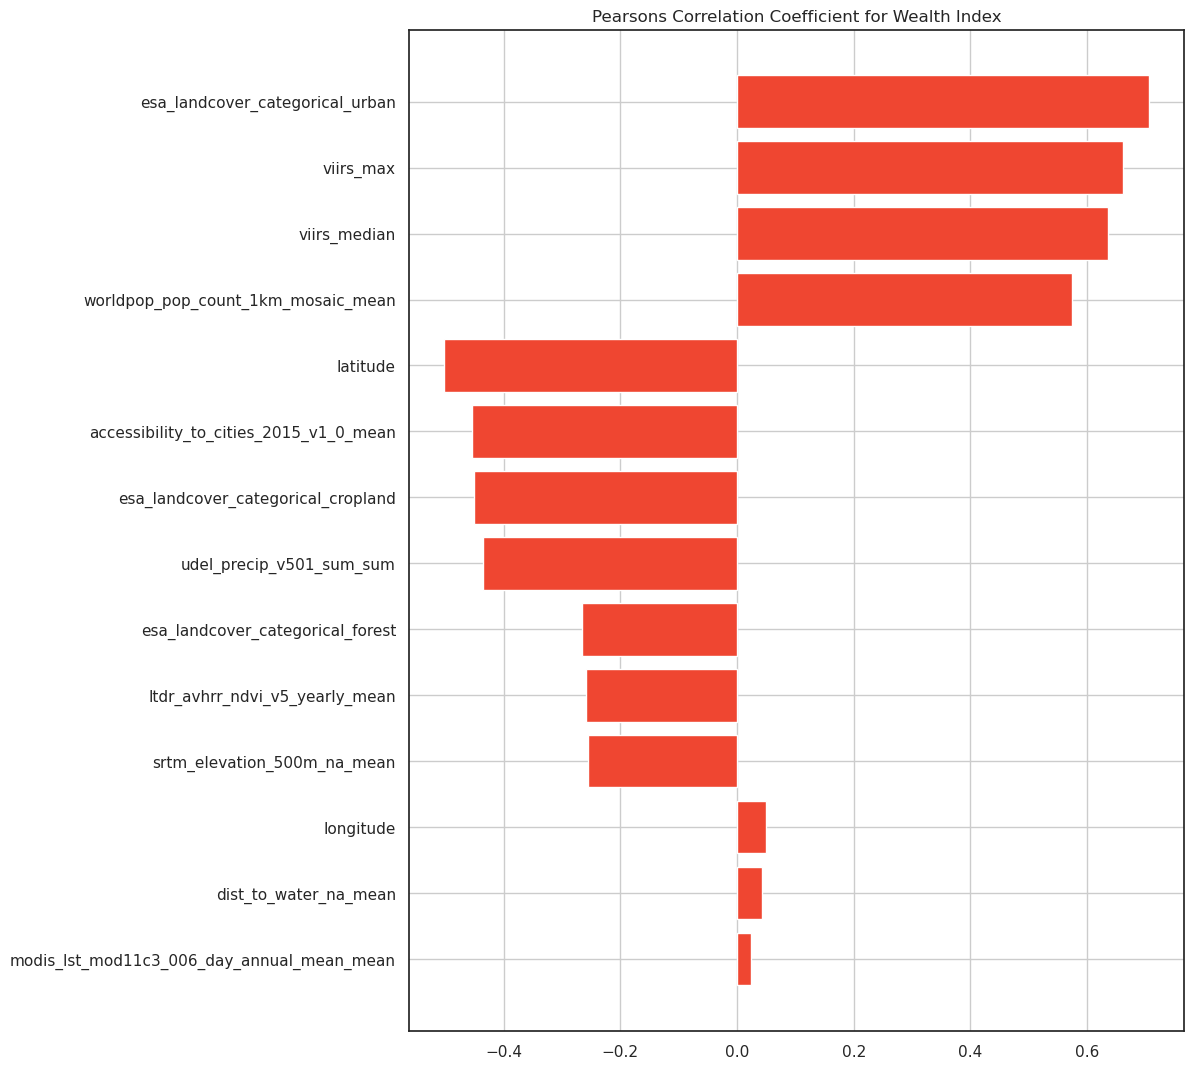 Pearsons Correlation Coefficient for Wealth Index
esa_landcover_categorical_urban
viirs_max
viirs_median
worldpop_pop_count_1km_mosaic_mean
latitude
accessibility_to_cities_2015_v1_0_mean
esa_landcover_categorical_cropland
udel_precip_v501_sum_sum
esa_landcover_categorical_forest
ltdr_avhrr_ndvi_v5_yearly_mean
srtm_elevation_500m_na_mean
longitude
dist_to_water_na_mean
modis_lst_mod11c3_006_day_annual_mean_mean
−0.4 −0.2 0.0 0.2 0.4 0.6